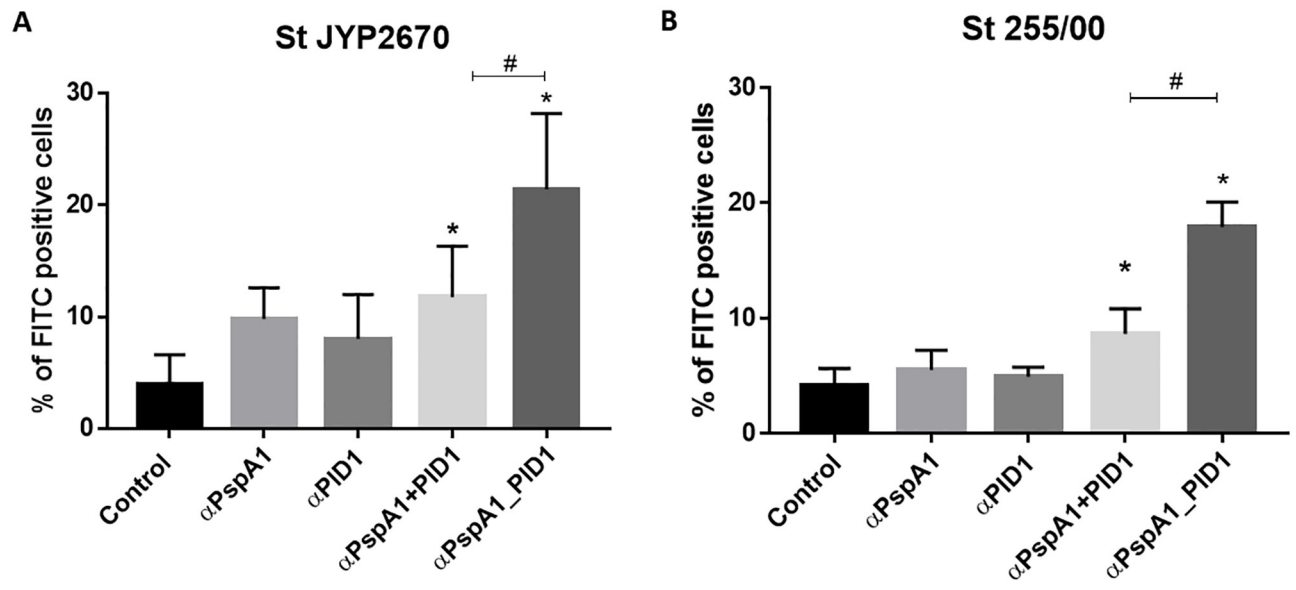 A
St JYP2670
#
% of FITC positive cells
30
20
10
0
*
*
Control
αPspA1
αPID1
αPspA1+PID1
αPspA1_PID1
B
St 255/00
#
% of FITC positive cells
30
20
10
0
*
*
Control
αPspA1
αPID1
αPspA1+PID1
αPspA1_PID1